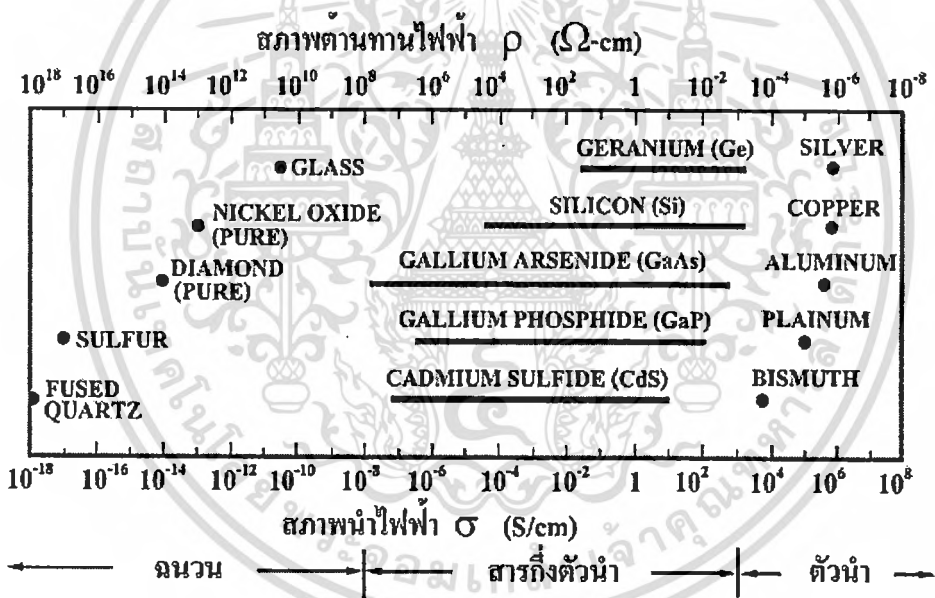 สภาพต้านทานไฟฟ้า ρ (Ω-cm)
10¹⁸ 10¹⁶ 10¹⁴ 10¹² 10¹⁰ 10⁸ 10⁶ 10⁴ 10² 1 10⁻² 10⁻⁴ 10⁻⁶ 10⁻⁸
GLASS
GERANIUM (Ge)
SILVER
NICKEL OXIDE
(PURE)
SILICON (Si)
COPPER
DIAMOND
(PURE)
GALLIUM ARSENIDE (GaAs)
ALUMINUM
SULFUR
GALLIUM PHOSPHIDE (GaP)
PLAINUM
FUSED
QUARTZ
CADMIUM SULFIDE (CdS)
BISMUTH
10⁻¹⁸ 10⁻¹⁶ 10⁻¹⁴ 10⁻¹² 10⁻¹⁰ 10⁻⁸ 10⁻⁶ 10⁻⁴ 10⁻² 1 10² 10⁴ 10⁶ 10⁸
สภาพนำไฟฟ้า σ (S/cm)
ฉนวน สารกึ่งตัวนำ ตัวนำ